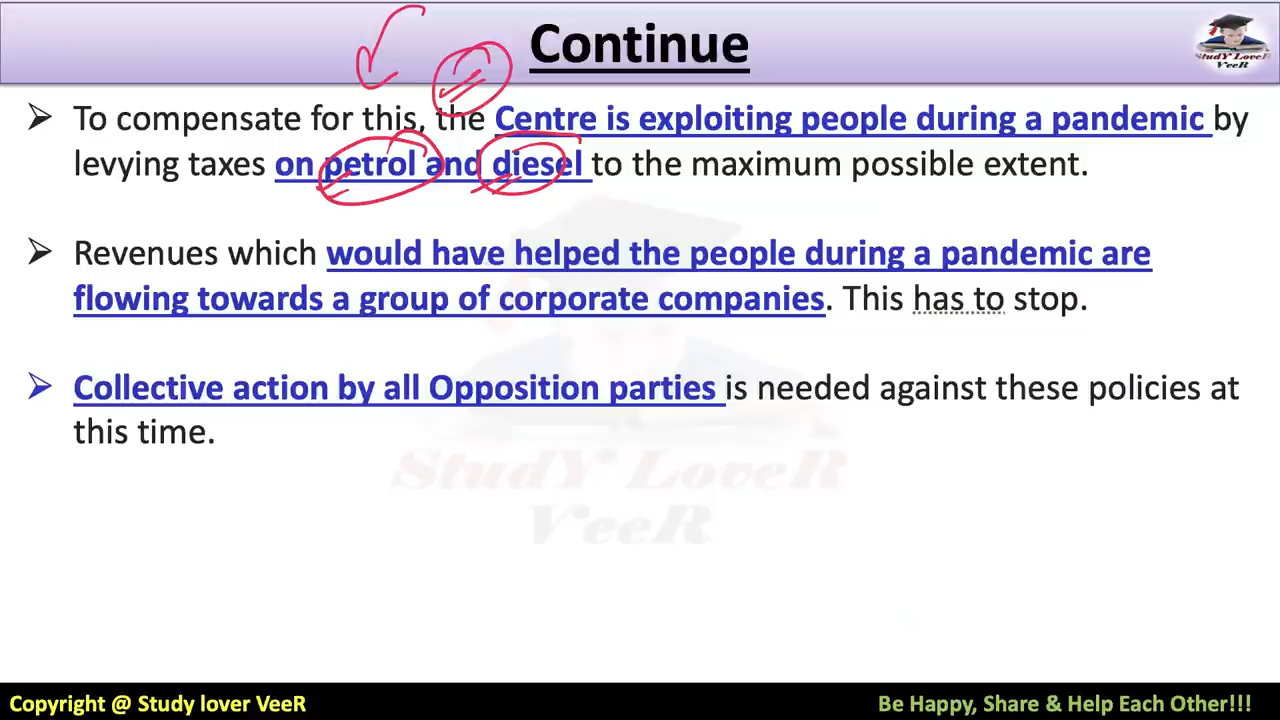 Continue
StudY LoveR
VeeR
➢ To compensate for this, the Centre is exploiting people during a pandemic by
levying taxes on petrol and diesel to the maximum possible extent.
➢ Revenues which would have helped the people during a pandemic are
flowing towards a group of corporate companies. This has to stop.
➢ Collective action by all Opposition parties is needed against these policies at
this time.
StudY LoveR
VeeR
Copyright @ Study lover VeeR
Be Happy, Share & Help Each Other!!!